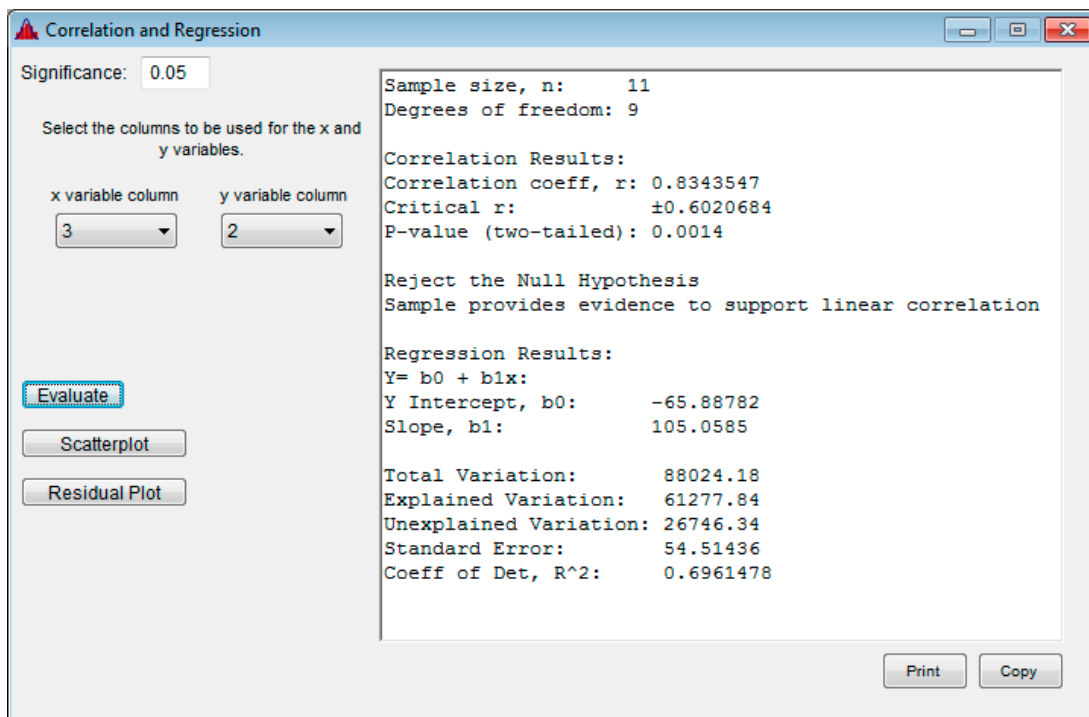 Correlation and Regression
Significance: 0.05
Select the columns to be used for the x and
y variables.
x variable column y variable column
3 2
Evaluate
Scatterplot
Residual Plot
Sample size, n: 11
Degrees of freedom: 9
Correlation Results:
Correlation coeff, r: 0.8343547
Critical r: ±0.6020684
P-value (two-tailed): 0.0014
Reject the Null Hypothesis
Sample provides evidence to support linear correlation
Regression Results:
Y= b0 + b1x:
Y Intercept, b0: -65.88782
Slope, b1: 105.0585
Total Variation: 88024.18
Explained Variation: 61277.84
Unexplained Variation: 26746.34
Standard Error: 54.51436
Coeff of Det, R^2: 0.6961478
Print Copy